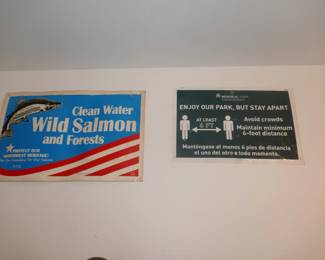 Clean Water
Wild Salmon
and Forests
PROTECT OUR
NORTHWEST HERITAGE!
ENJOY OUR PARK, BUT STAY APART
AT LEAST
6 FT
Avoid crowds
Maintain minimum
6-foot distance
Manténgase al menos 6 pies de distancia
el uno del otro a todo momento.